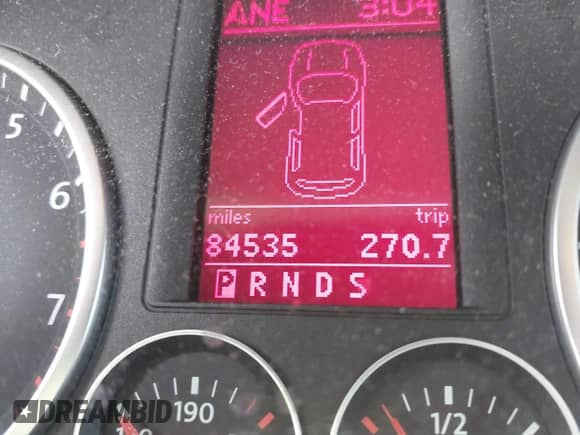 ANE 3:04
5
6
miles trip
84535 270.7
7
P R N D S
190
1/2
DREAMBID